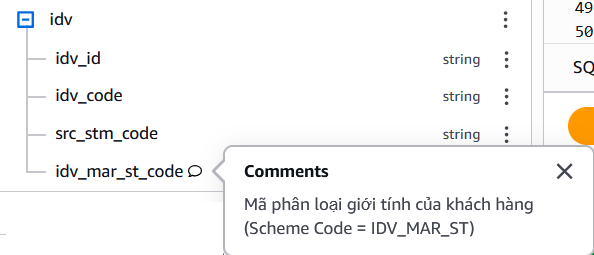 idv
idv_id string
idv_code string
src_stm_code string
idv_mar_st_code
Comments
Mã phân loại giới tính của khách hàng
(Scheme Code = IDV_MAR_ST)
49
50
SQ